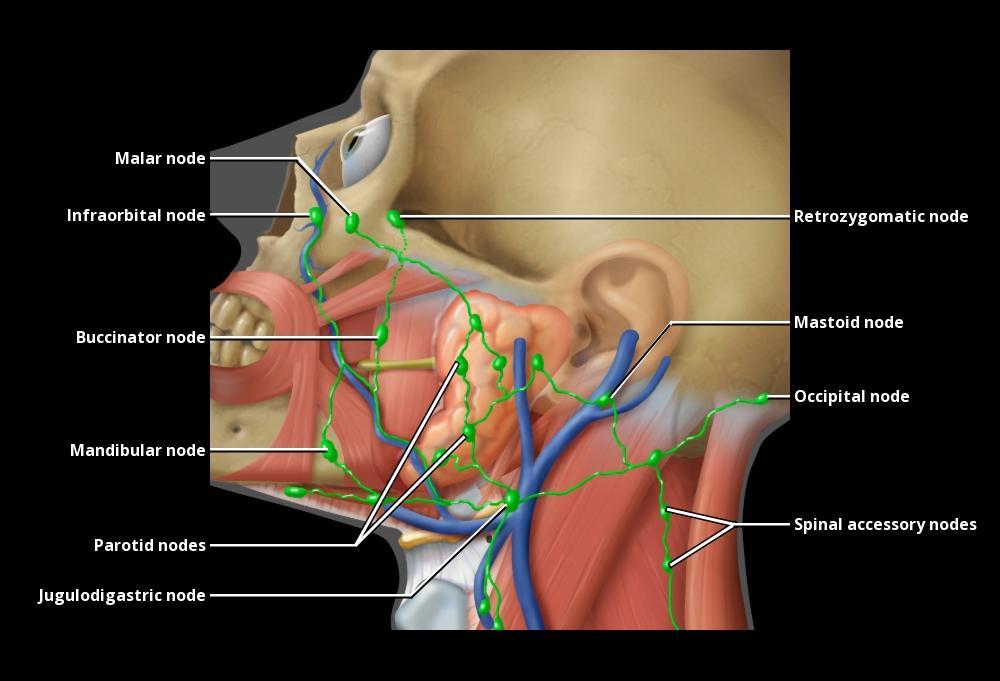 Malar node
Infraorbital node
Buccinator node
Mandibular node
Parotid nodes
Jugulodigastric node
Retrozygomatic node
Mastoid node
Occipital node
Spinal accessory nodes